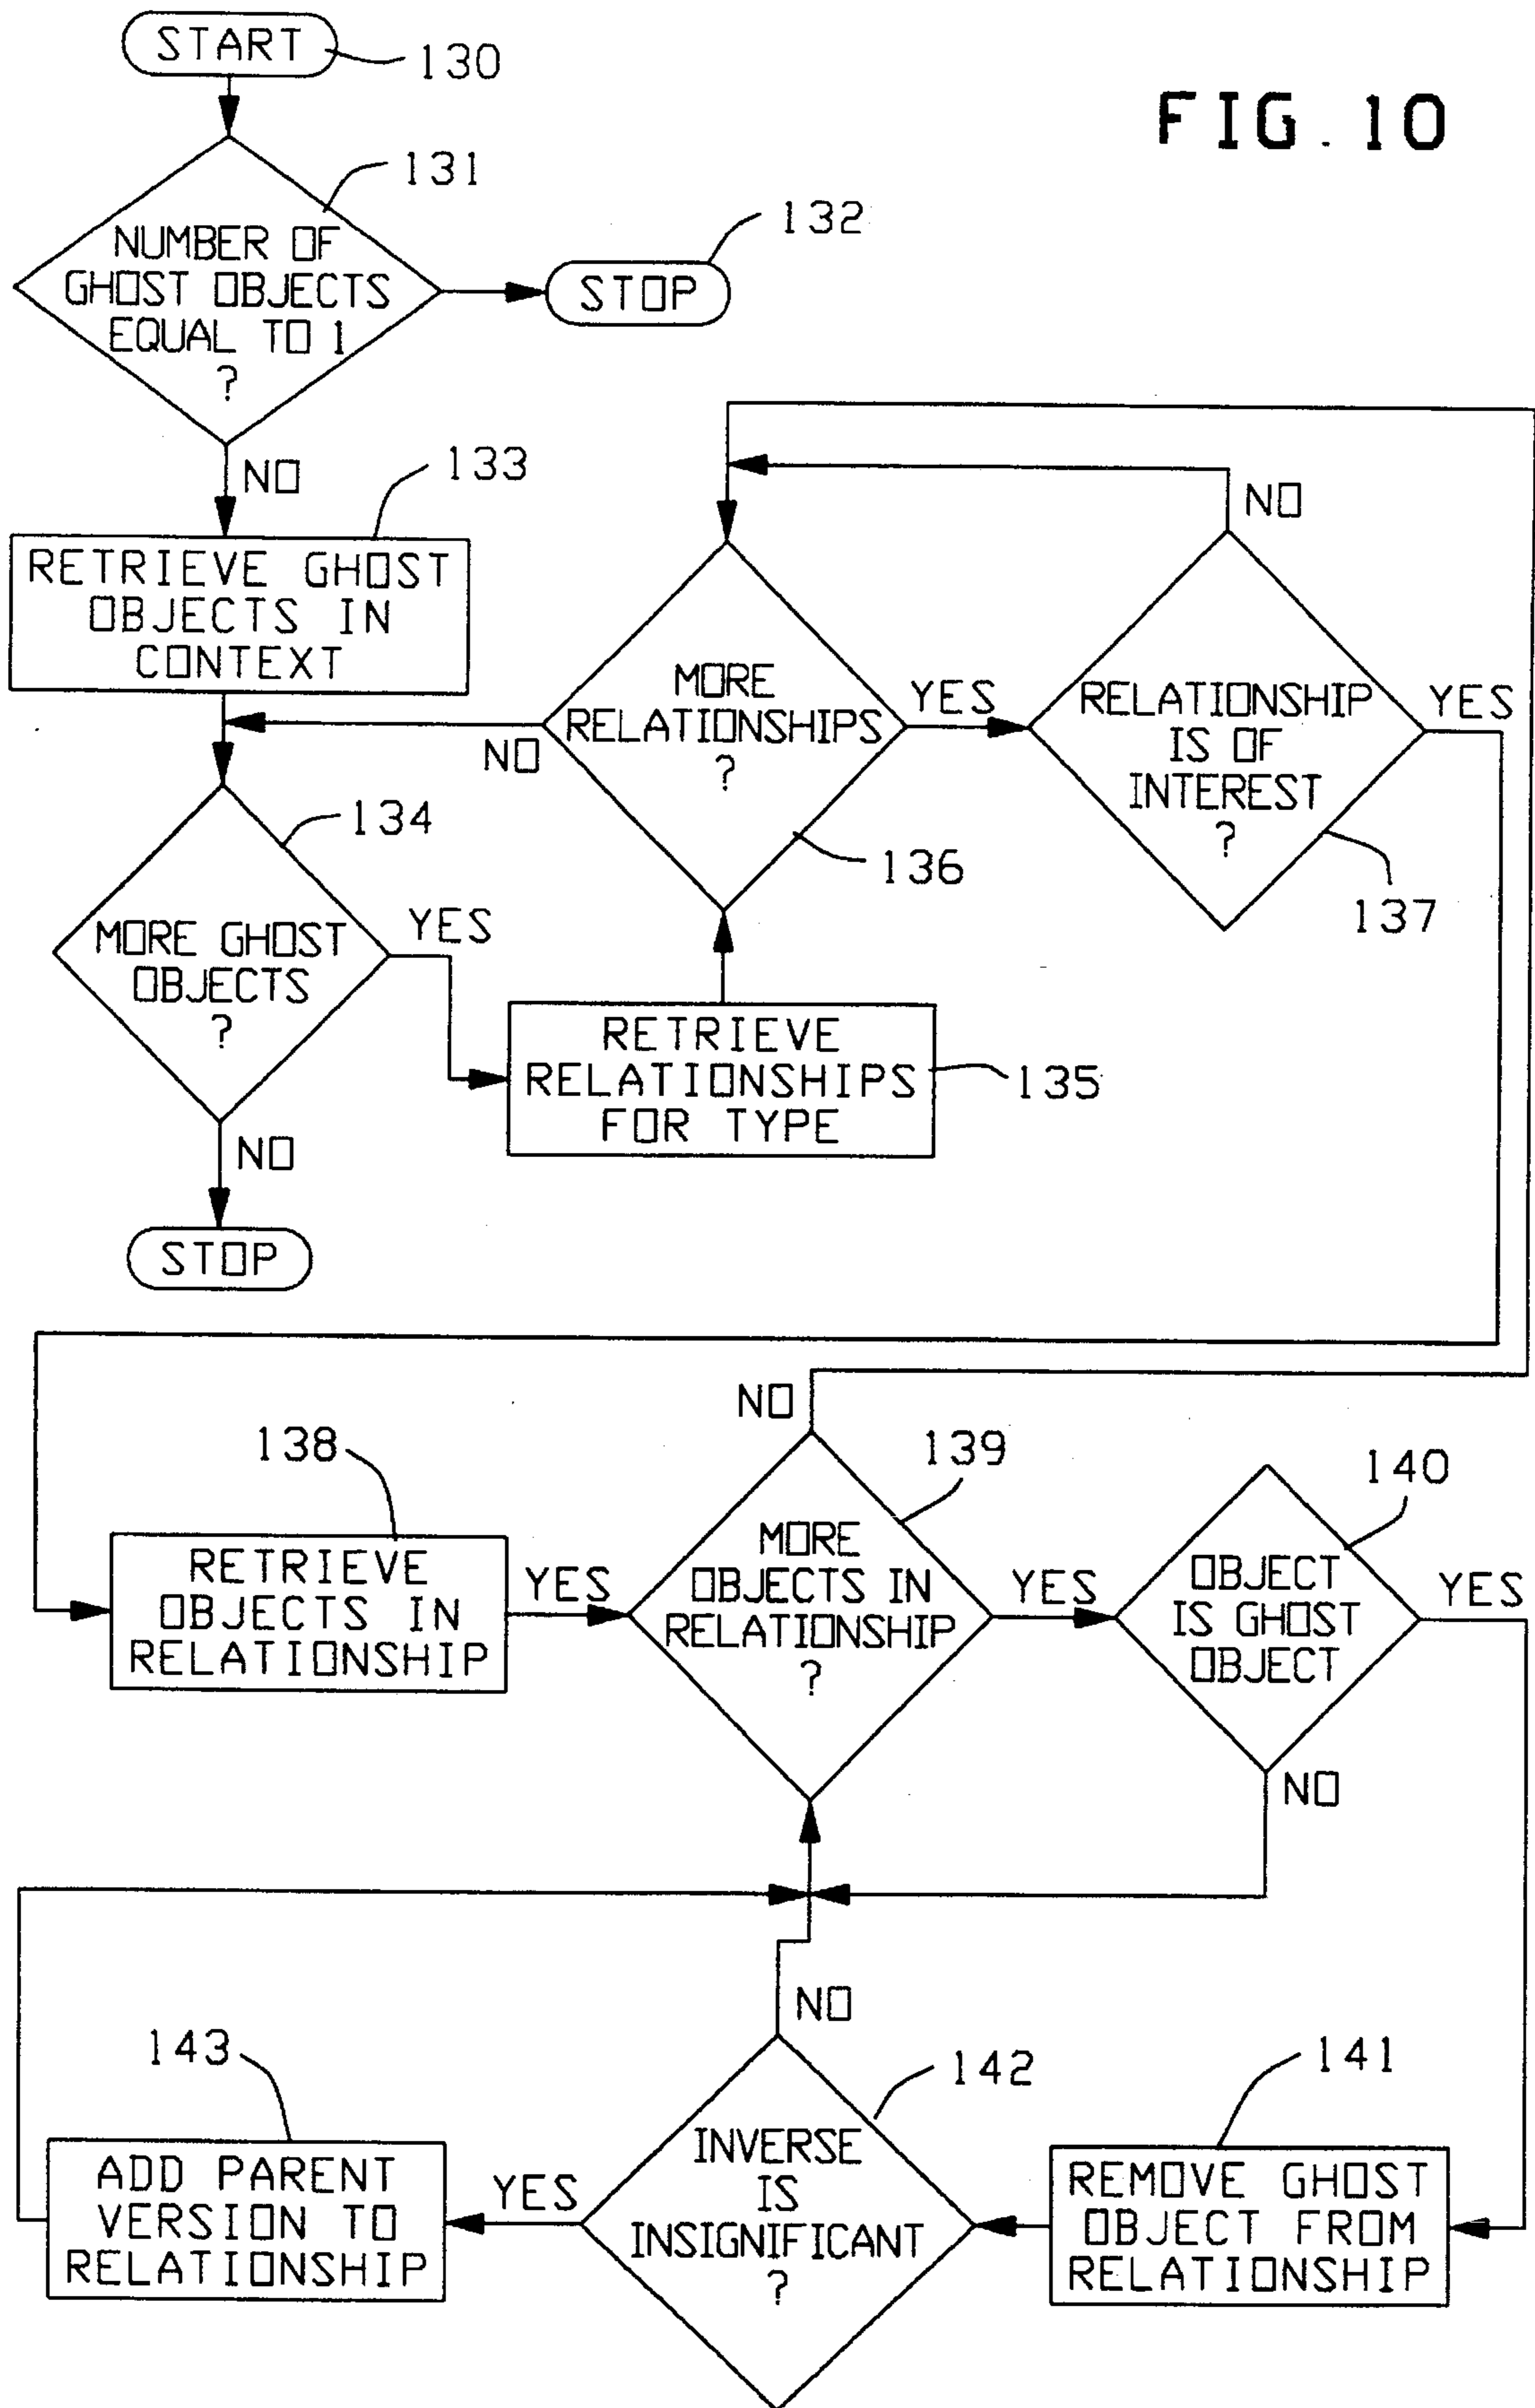 START
130
FIG. 10
131
NUMBER OF
GHOST OBJECTS
EQUAL TO 1
?
132
STOP
NO
133
RETRIEVE GHOST
OBJECTS IN
CONTEXT
NO
MORE
RELATIONSHIPS
?
YES
RELATIONSHIP
IS OF
INTEREST
?
YES
NO
134
136
137
MORE GHOST
OBJECTS
?
YES
RETRIEVE
RELATIONSHIPS
FOR TYPE
135
NO
STOP
NO
138
139
140
RETRIEVE
OBJECTS IN
RELATIONSHIP
YES
MORE
OBJECTS IN
RELATIONSHIP
?
YES
OBJECT
IS GHOST
OBJECT
YES
NO
NO
143
142
141
ADD PARENT
VERSION TO
RELATIONSHIP
YES
INVERSE
IS
INSIGNIFICANT
?
REMOVE GHOST
OBJECT FROM
RELATIONSHIP